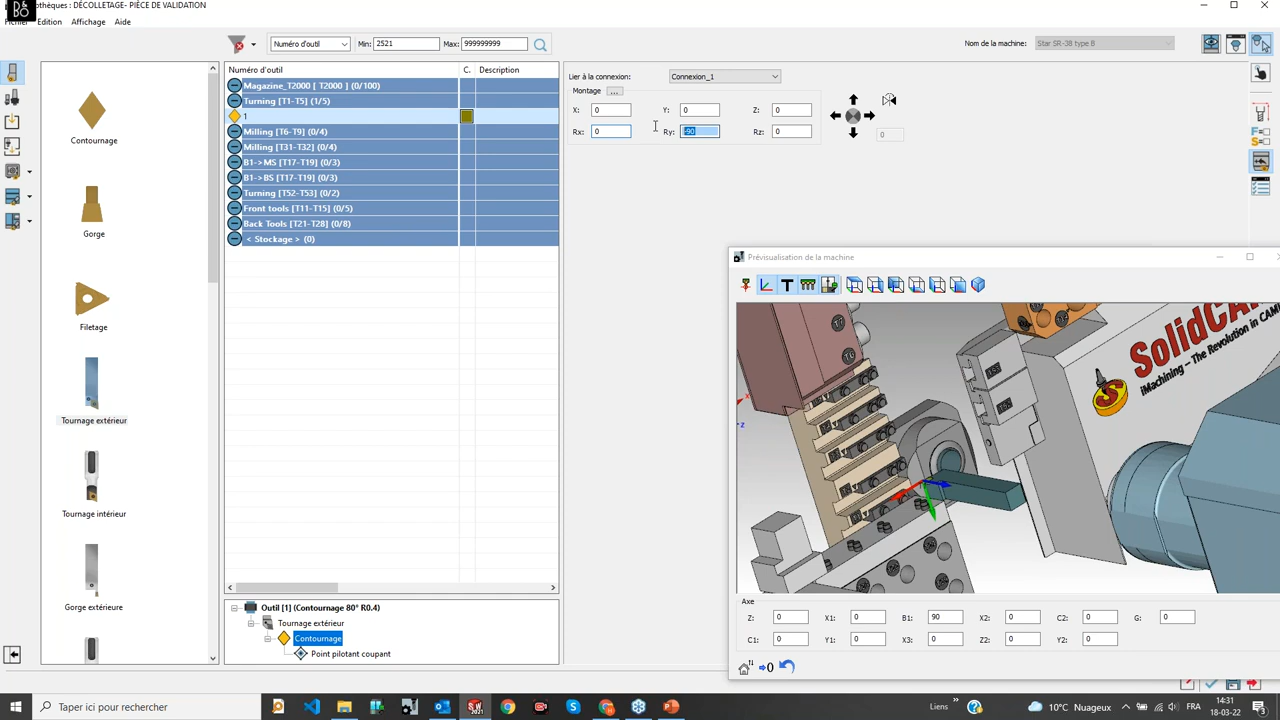 B&O
Bibliothèques : DÉCOLLETAGE- PIÈCE DE VALIDATION
Fichier Edition Affichage Aide
Numéro d'outil Min: 2521 Max: 999999999
Nom de la machine: Star SR-38 type B
Contournage
Gorge
Filetage
Tournage extérieur
Tournage intérieur
Gorge extérieure
Numéro d'outil C. Description
Magazine_T2000 [ T2000 ] (0/100)
Turning [T1-T5] (1/5)
1
Milling [T6-T9] (0/4)
Milling [T31-T32] (0/4)
B1->MS [T17-T19] (0/3)
B1->BS [T17-T19] (0/3)
Turning [T52-T53] (0/2)
Front tools [T11-T15] (0/5)
Back Tools [T21-T28] (0/8)
< Stockage > (0)
Outil [1] (Contournage 80° R0.4)
Tournage extérieur
Contournage
Point pilotant coupant
Lier à la connexion: Connexion_1
Montage ...
X: 0 Y: 0 Z: 0
Rx: 0 Ry: -90 Rz: 0
0
Prévisualisation de la machine
SolidCAM
iMachining – The Revolution in CAM
Axe
Z: 0 X1: 0 B1: 90 X2: 0 C2: 0 G: 0
C1: 0 Y1: 0 X3: 0 Z2: 0 Y2: 0
Taper ici pour rechercher
Liens
10°C Nuageux
FRA
14:31
18-03-22